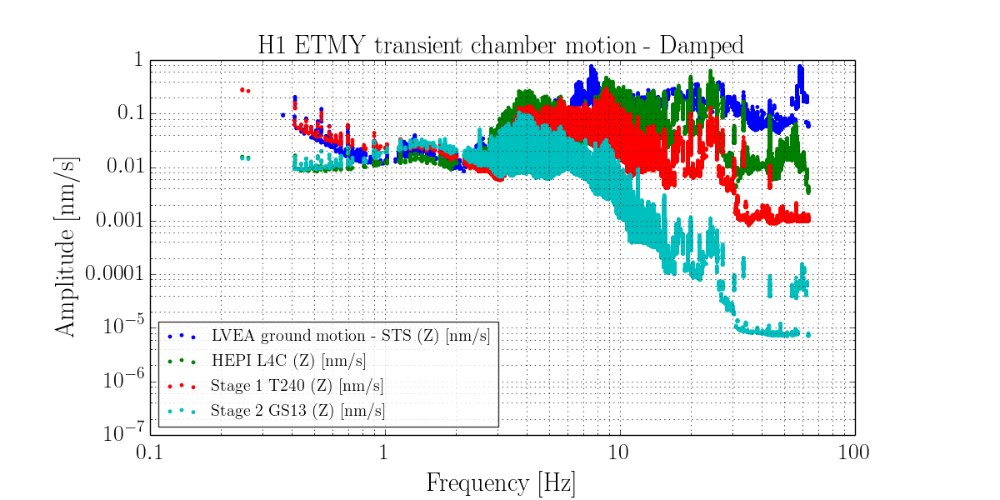 H1 ETMY transient chamber motion - Damped
Amplitude [nm/s]
1
0.1
0.01
0.001
0.0001
10⁻⁵
10⁻⁶
10⁻⁷
LVEA ground motion - STS (Z) [nm/s]
HEPI L4C (Z) [nm/s]
Stage 1 T240 (Z) [nm/s]
Stage 2 GS13 (Z) [nm/s]
0.1 1 10 100
Frequency [Hz]